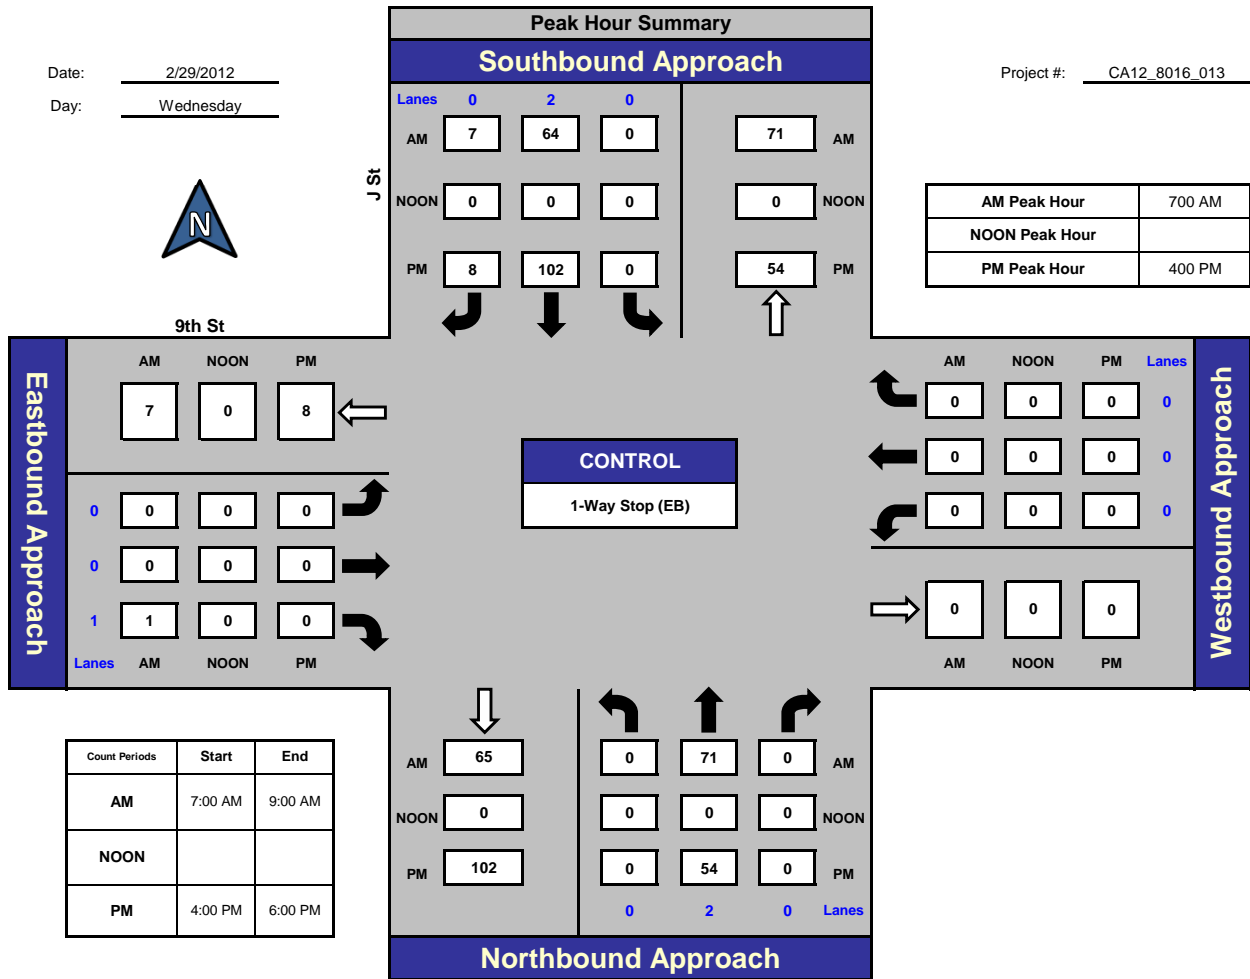 Peak Hour Summary
Southbound Approach
Date: 2/29/2012
Project #: CA12_8016_013
Day: Wednesday
Lanes 0 2 0
AM 7 64 0 71 AM
J St
NOON 0 0 0 0 NOON
PM 8 102 0 54 PM
N
AM Peak Hour 700 AM
NOON Peak Hour
PM Peak Hour 400 PM
9th St
Eastbound Approach
AM NOON PM
7 0 8
0 0 0 0
0 0 0 0
1 1 0 0
Lanes AM NOON PM
CONTROL
1-Way Stop (EB)
AM NOON PM Lanes
0 0 0 0
0 0 0 0
0 0 0 0
0 0 0
AM NOON PM
Westbound Approach
Count Periods Start End
AM 7:00 AM 9:00 AM
NOON
PM 4:00 PM 6:00 PM
AM 65 0 71 0 AM
NOON 0 0 0 0 NOON
PM 102 0 54 0 PM
0 2 0 Lanes
Northbound Approach